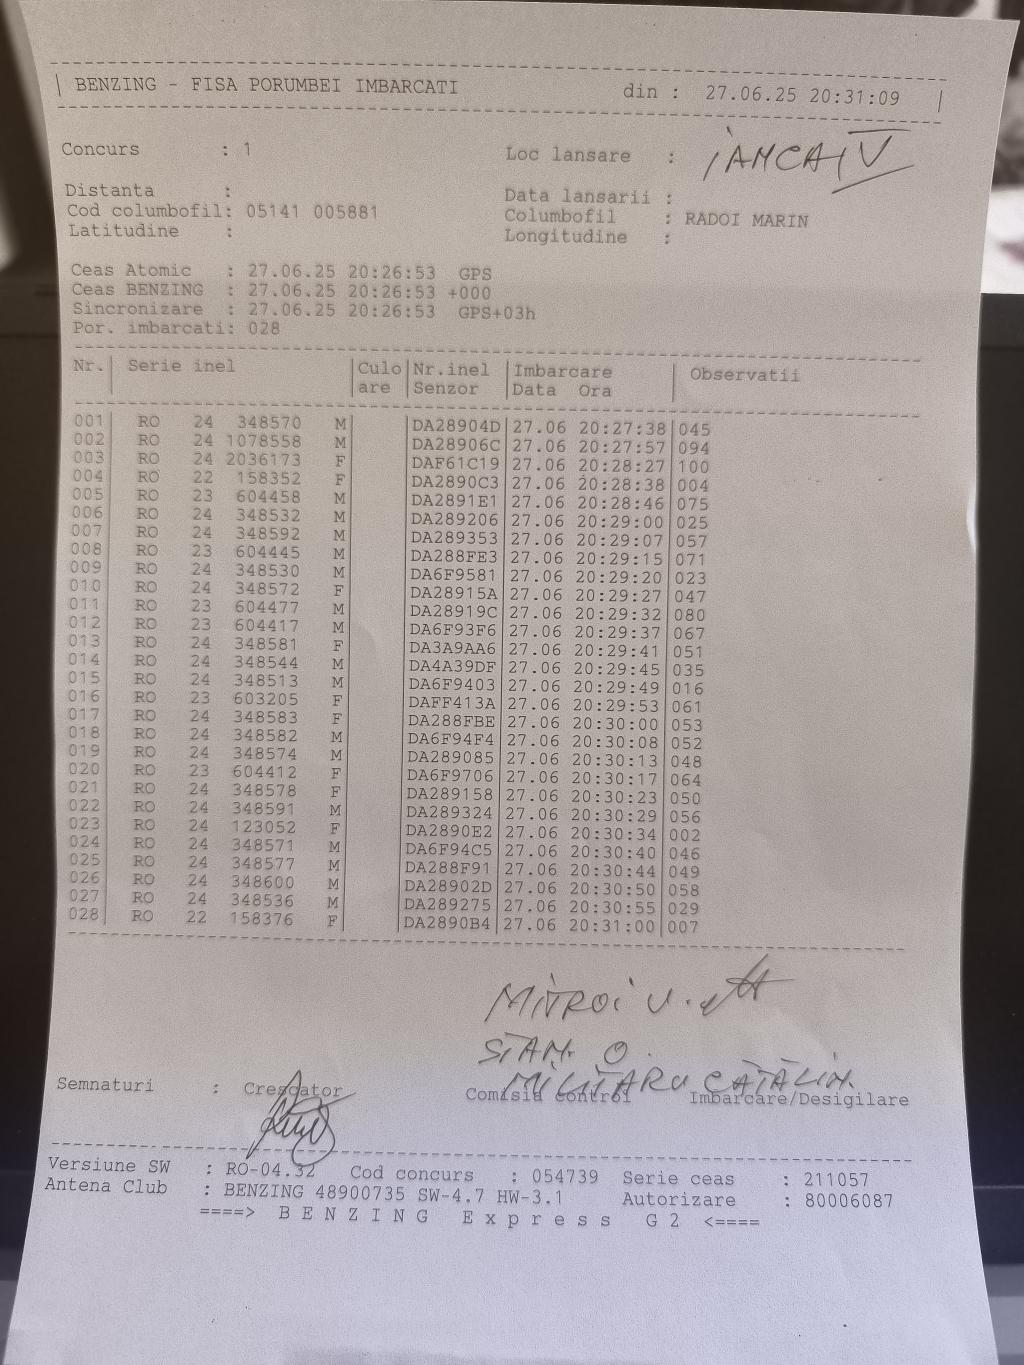 BENZING - FISA PORUMBEI IMBARCATI din : 27.06.25 20:31:09
Concurs : 1 Loc lansare : IANCA IV
Distanta : Data lansarii :
Cod columbofil: 05141 005881 Columbofil : RADOI MARIN
Latitudine : Longitudine :
Ceas Atomic : 27.06.25 20:26:53 GPS
Ceas BENZING : 27.06.25 20:26:53 +000
Sincronizare : 27.06.25 20:26:53 GPS+03h
Por. imbarcati: 028
Nr. Serie inel Culo Nr.inel Imbarcare Observatii
are Senzor Data Ora
001 RO 24 348570 M DA28904D 27.06 20:27:38 045
002 RO 24 1078558 M DA28906C 27.06 20:27:57 094
003 RO 24 2036173 F DAF61C19 27.06 20:28:27 100
004 RO 22 158352 F DA2890C3 27.06 20:28:38 004
005 RO 23 604458 M DA2891E1 27.06 20:28:46 075
006 RO 24 348532 M DA289206 27.06 20:29:00 025
007 RO 24 348592 M DA289353 27.06 20:29:07 057
008 RO 23 604445 M DA288FE3 27.06 20:29:15 071
009 RO 24 348530 M DA6F9581 27.06 20:29:20 023
010 RO 24 348572 F DA28915A 27.06 20:29:27 047
011 RO 23 604477 M DA28919C 27.06 20:29:32 080
012 RO 23 604417 M DA6F93F6 27.06 20:29:37 067
013 RO 24 348581 F DA3A9AA6 27.06 20:29:41 051
014 RO 24 348544 M DA4A39DF 27.06 20:29:45 035
015 RO 24 348513 M DA6F9403 27.06 20:29:49 016
016 RO 23 603205 F DAFF413A 27.06 20:29:53 061
017 RO 24 348583 F DA288FBE 27.06 20:30:00 053
018 RO 24 348582 M DA6F94F4 27.06 20:30:08 052
019 RO 24 348574 M DA289085 27.06 20:30:13 048
020 RO 23 604412 F DA6F9706 27.06 20:30:17 064
021 RO 24 348578 F DA289158 27.06 20:30:23 050
022 RO 24 348591 M DA289324 27.06 20:30:29 056
023 RO 24 123052 F DA2890E2 27.06 20:30:34 002
024 RO 24 348571 M DA6F94C5 27.06 20:30:40 046
025 RO 24 348577 M DA288F91 27.06 20:30:44 049
026 RO 24 348600 M DA28902D 27.06 20:30:50 058
027 RO 24 348536 M DA289275 27.06 20:30:55 029
028 RO 22 158376 F DA2890B4 27.06 20:31:00 007
MITROI V.
STAN O.
MILITARU CATALIN.
Semnaturi : Crescator Comisia control Imbarcare/Desigilare
Versiune SW : RO-04.32 Cod concurs : 054739 Serie ceas : 211057
Antena Club : BENZING 48900735 SW-4.7 HW-3.1 Autorizare : 80006087
====> B E N Z I N G E x p r e s s G 2 <====